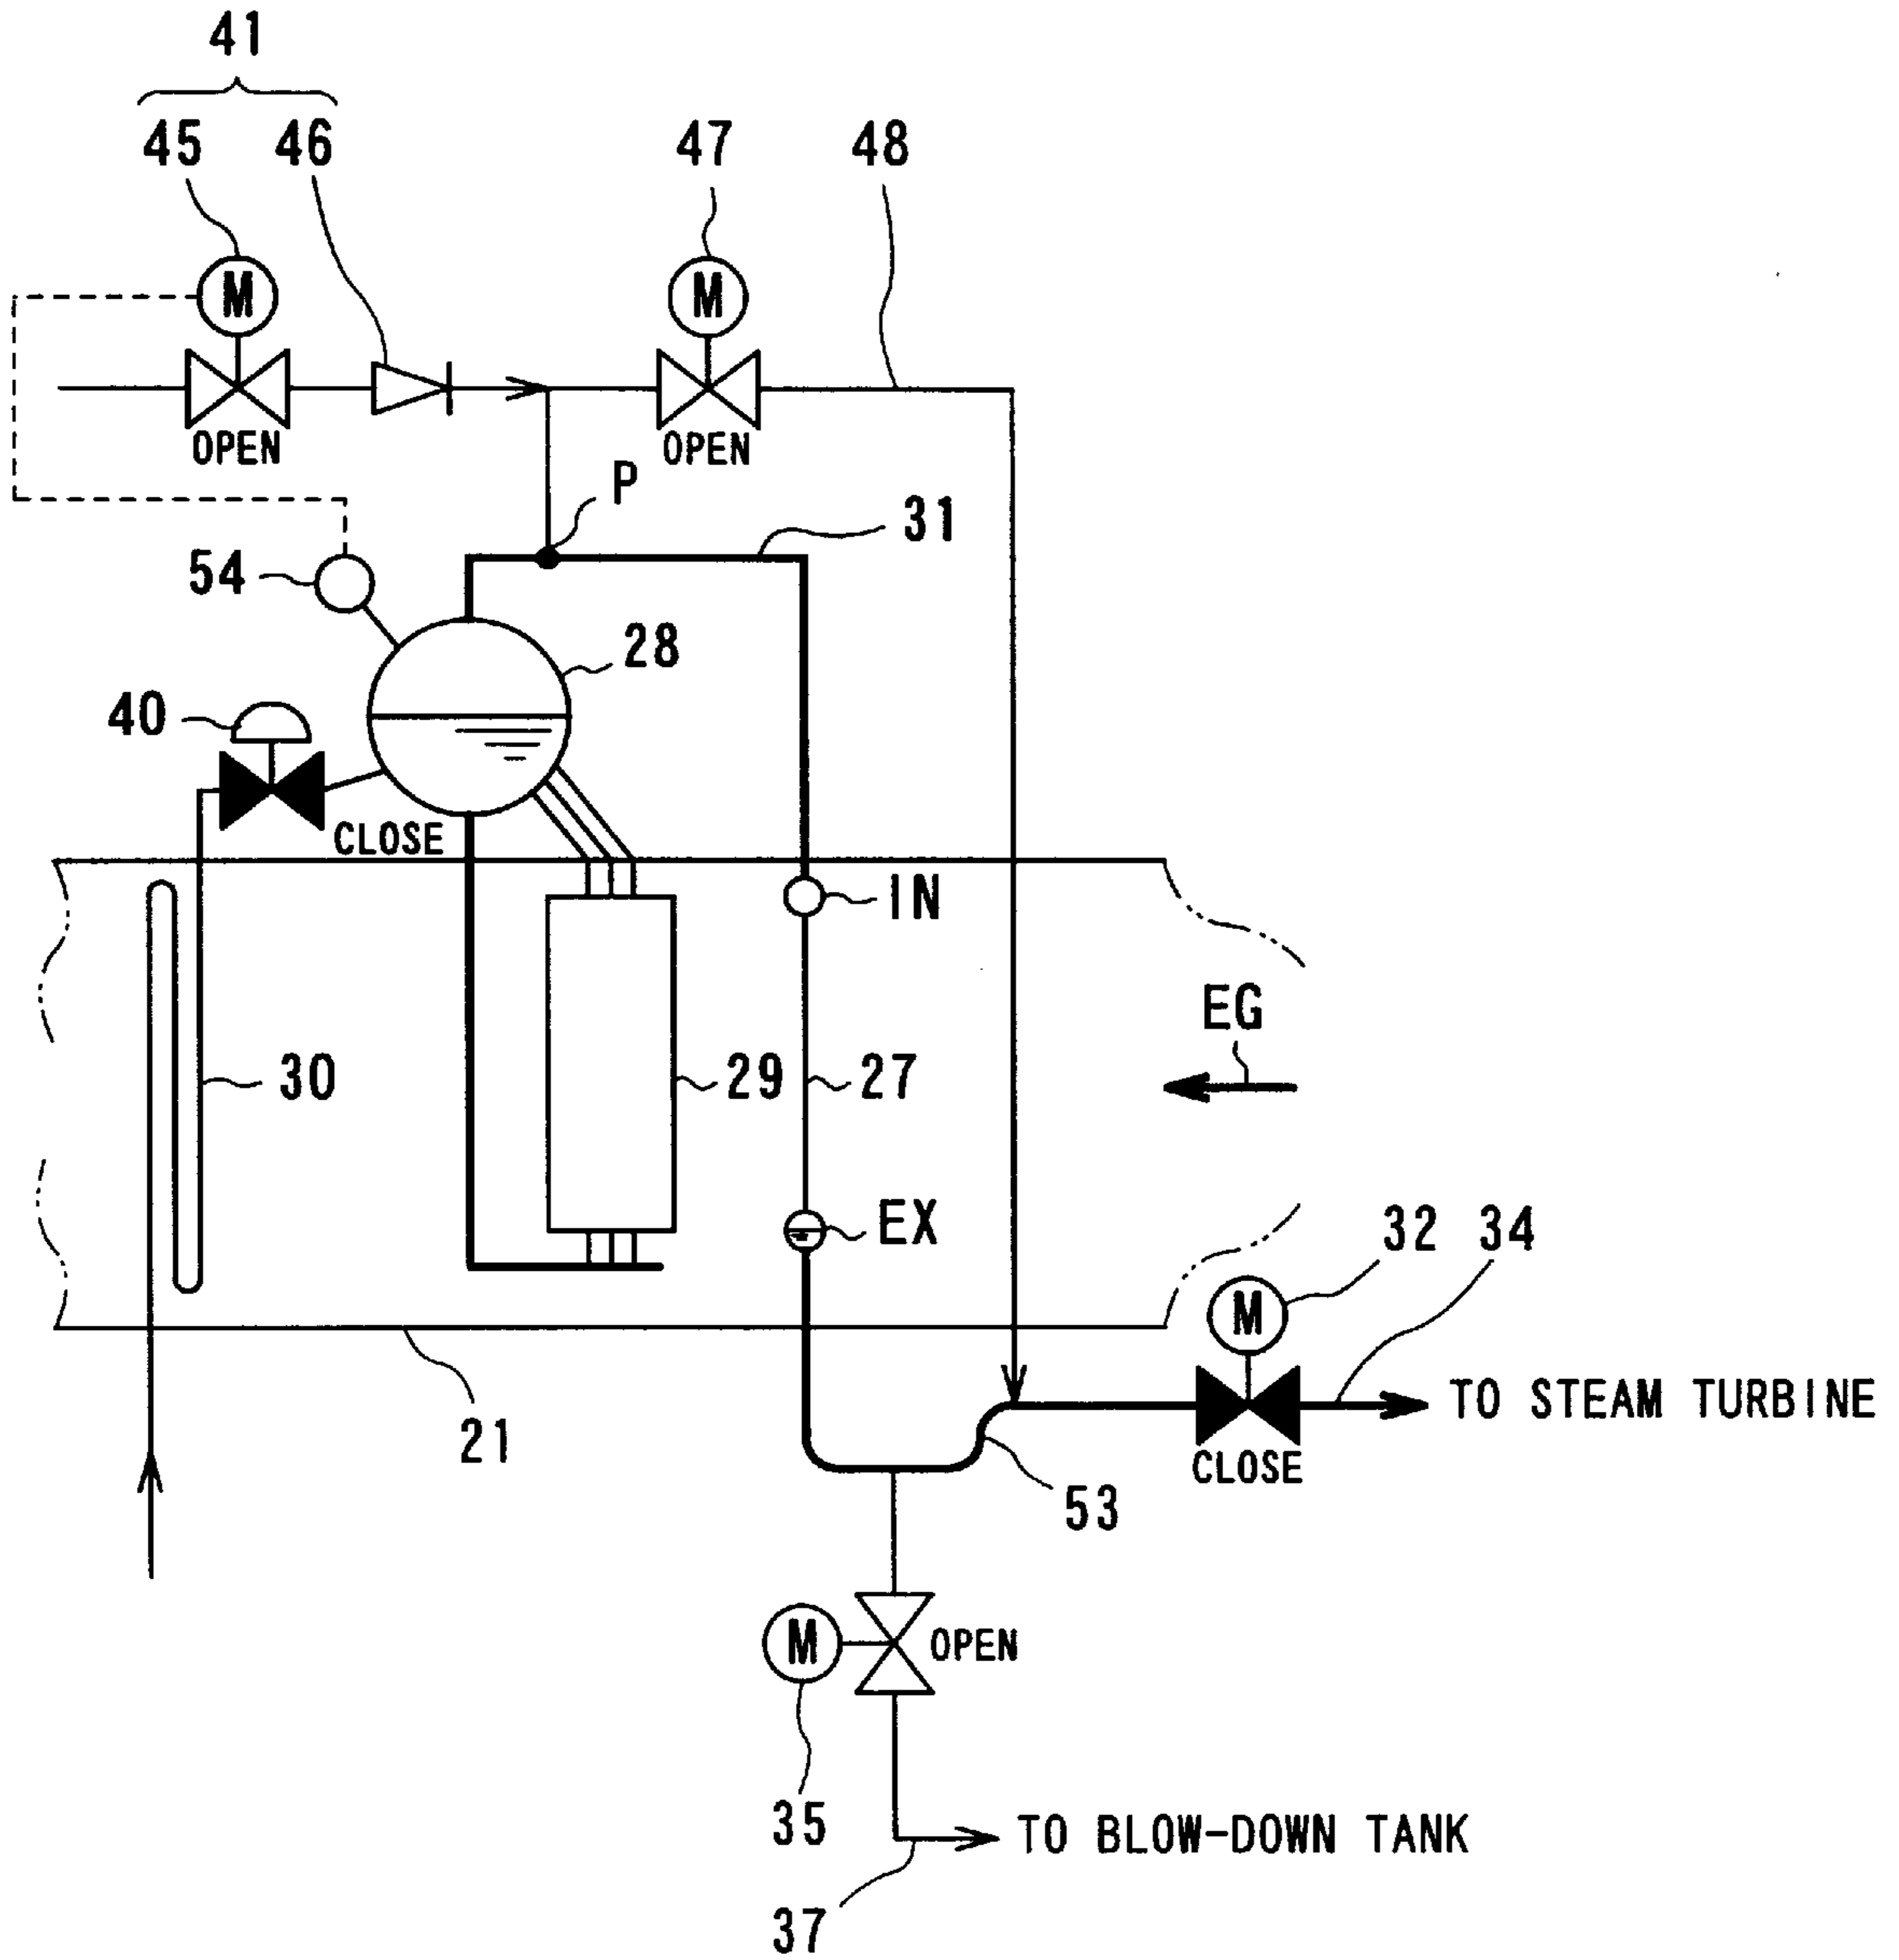 41
45 46 47 48
M M
OPEN OPEN
P
31
54
28
40
CLOSE
IN
EG
30 29 27
EX
32 34
M
TO STEAM TURBINE
21
CLOSE
53
M OPEN
35
TO BLOW-DOWN TANK
37